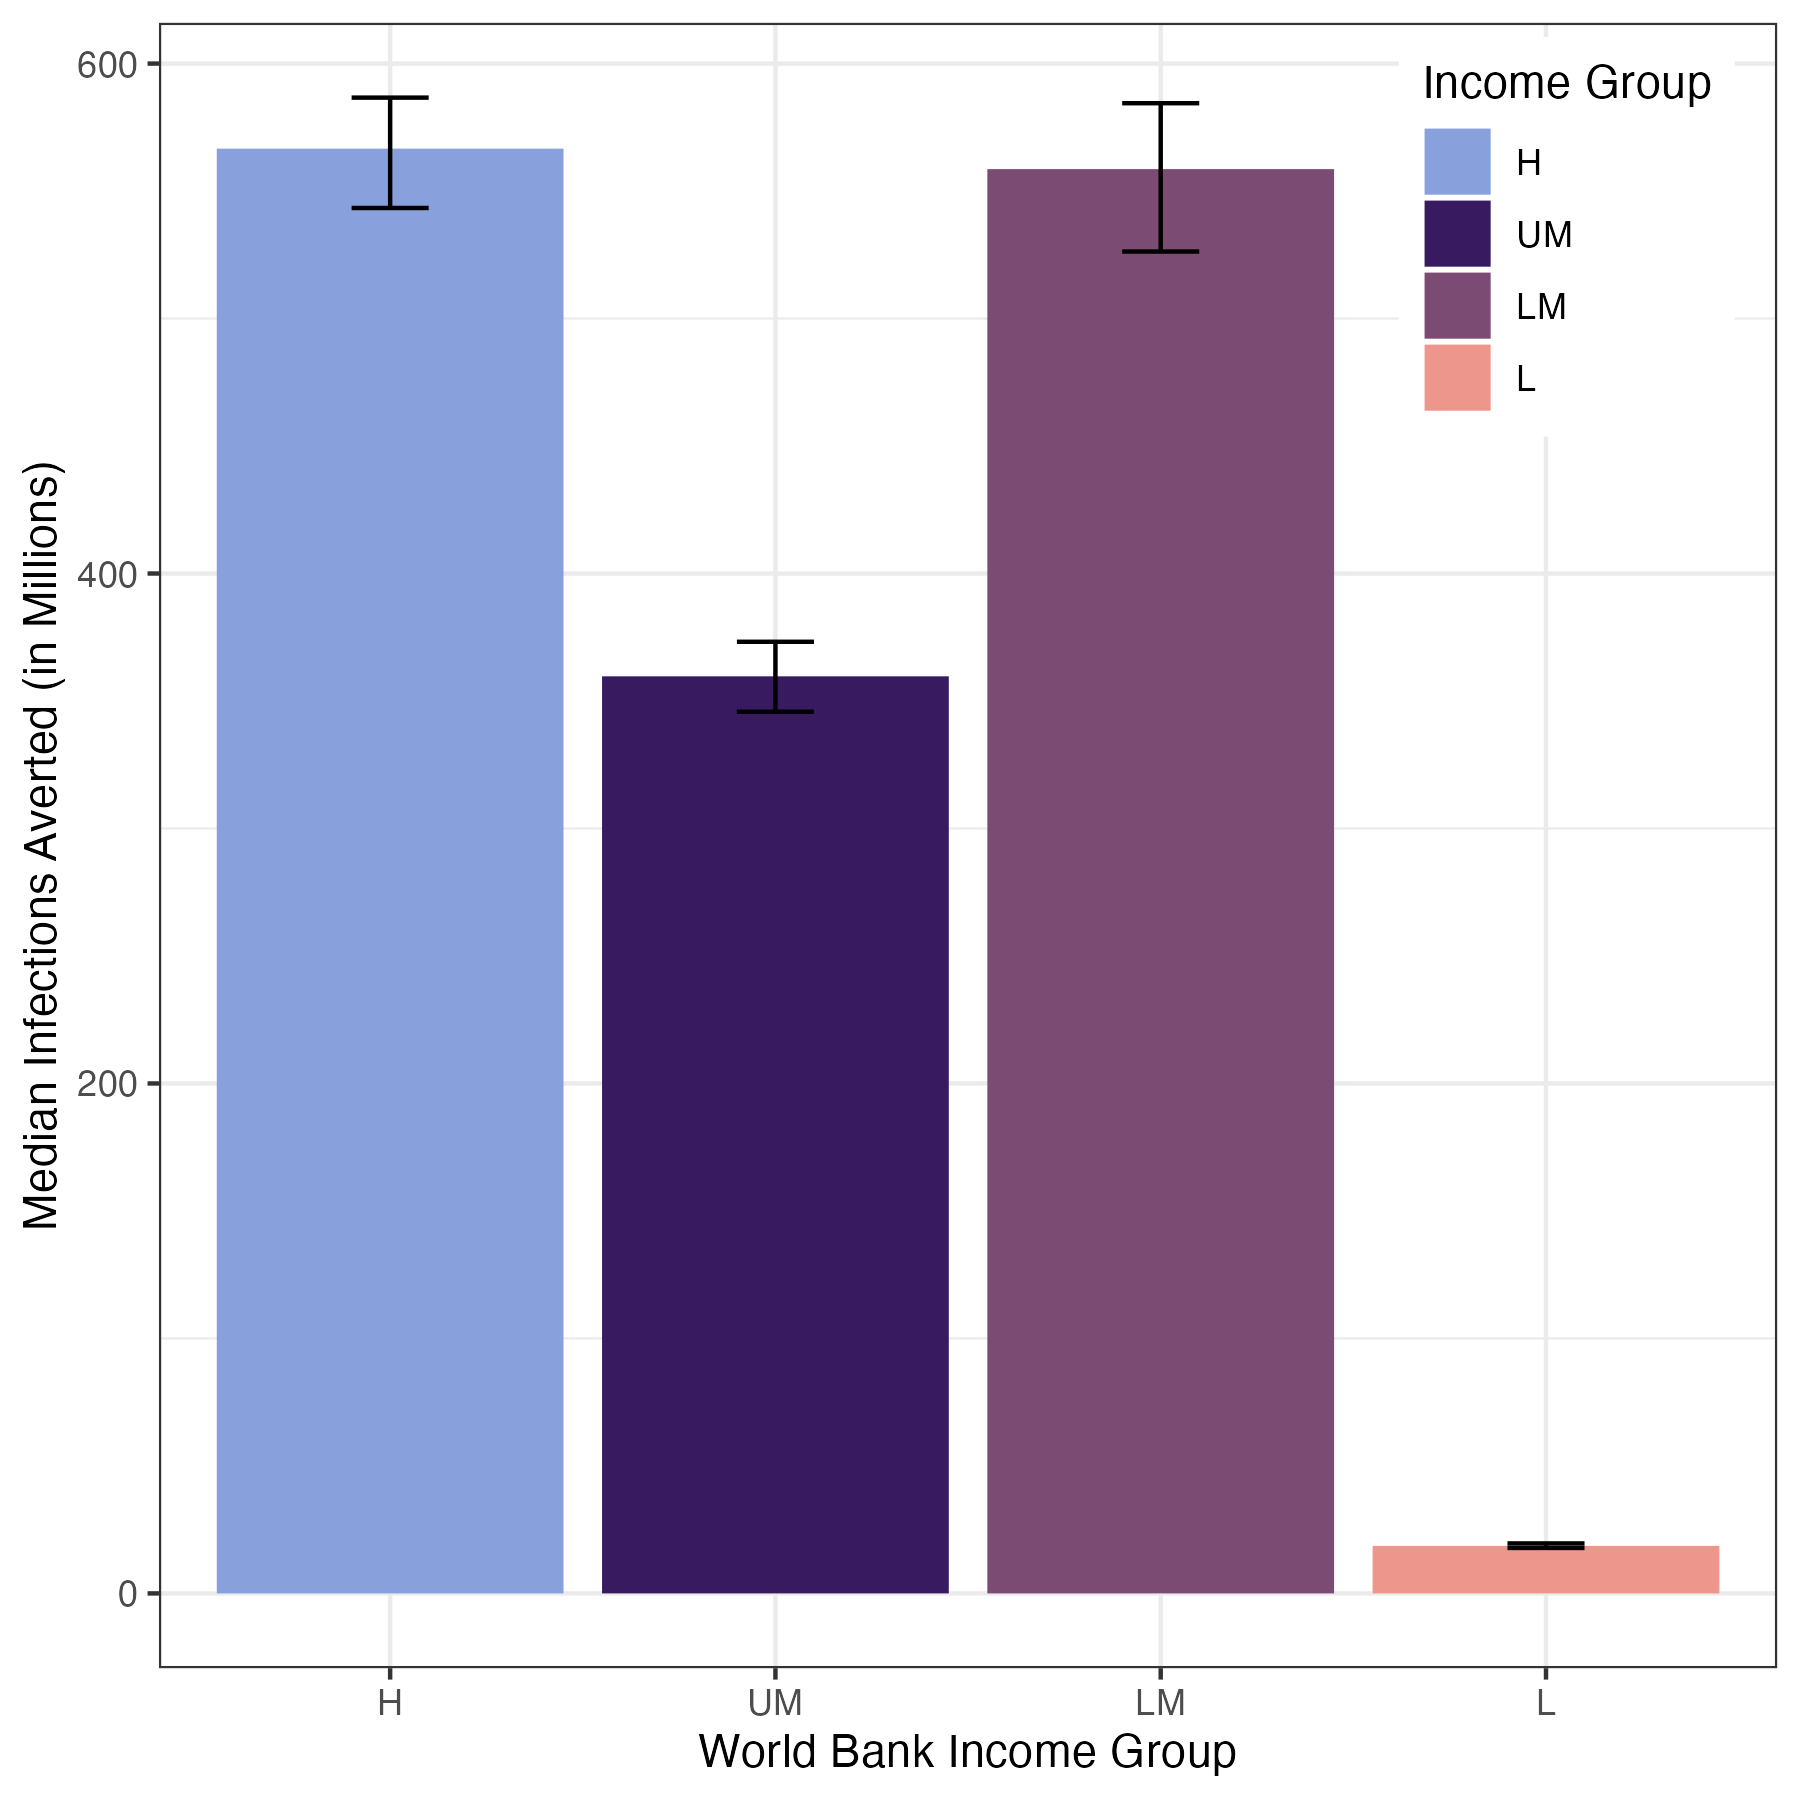 600
400
200
0
Median Infections Averted (in Millions)
Income Group
H
UM
LM
L
H UM LM L
World Bank Income Group